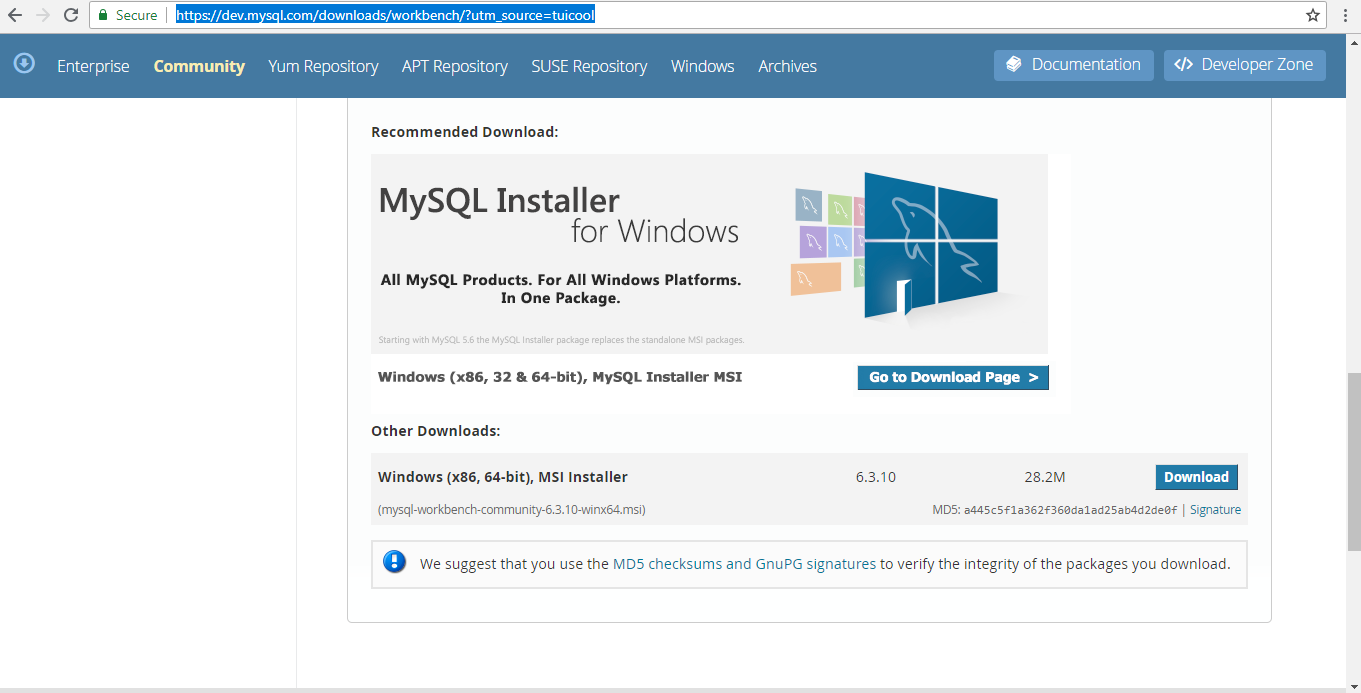 Secure https://dev.mysql.com/downloads/workbench/?utm_source=tuicool
Enterprise Community Yum Repository APT Repository SUSE Repository Windows Archives Documentation Developer Zone
Recommended Download:
MySQL Installer
for Windows
All MySQL Products. For All Windows Platforms.
In One Package.
Starting with MySQL 5.6 the MySQL Installer package replaces the standalone MSI packages.
Windows (x86, 32 & 64-bit), MySQL Installer MSI Go to Download Page >
Other Downloads:
Windows (x86, 64-bit), MSI Installer 6.3.10 28.2M Download
(mysql-workbench-community-6.3.10-winx64.msi) MD5: a445c5f1a362f360da1ad25ab4d2de0f | Signature
We suggest that you use the MD5 checksums and GnuPG signatures to verify the integrity of the packages you download.